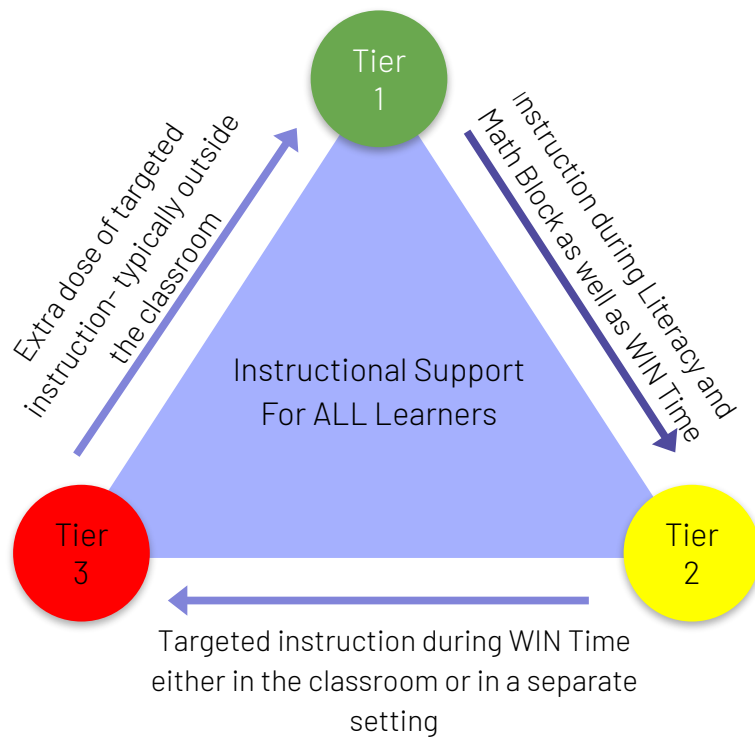 Tier
1
Instruction during Literacy and
Math Block as well as WIN Time
Extra dose of targeted
instruction- typically outside
the classroom
Instructional Support
For ALL Learners
Tier
3
Tier
2
Targeted instruction during WIN Time
either in the classroom or in a separate
setting